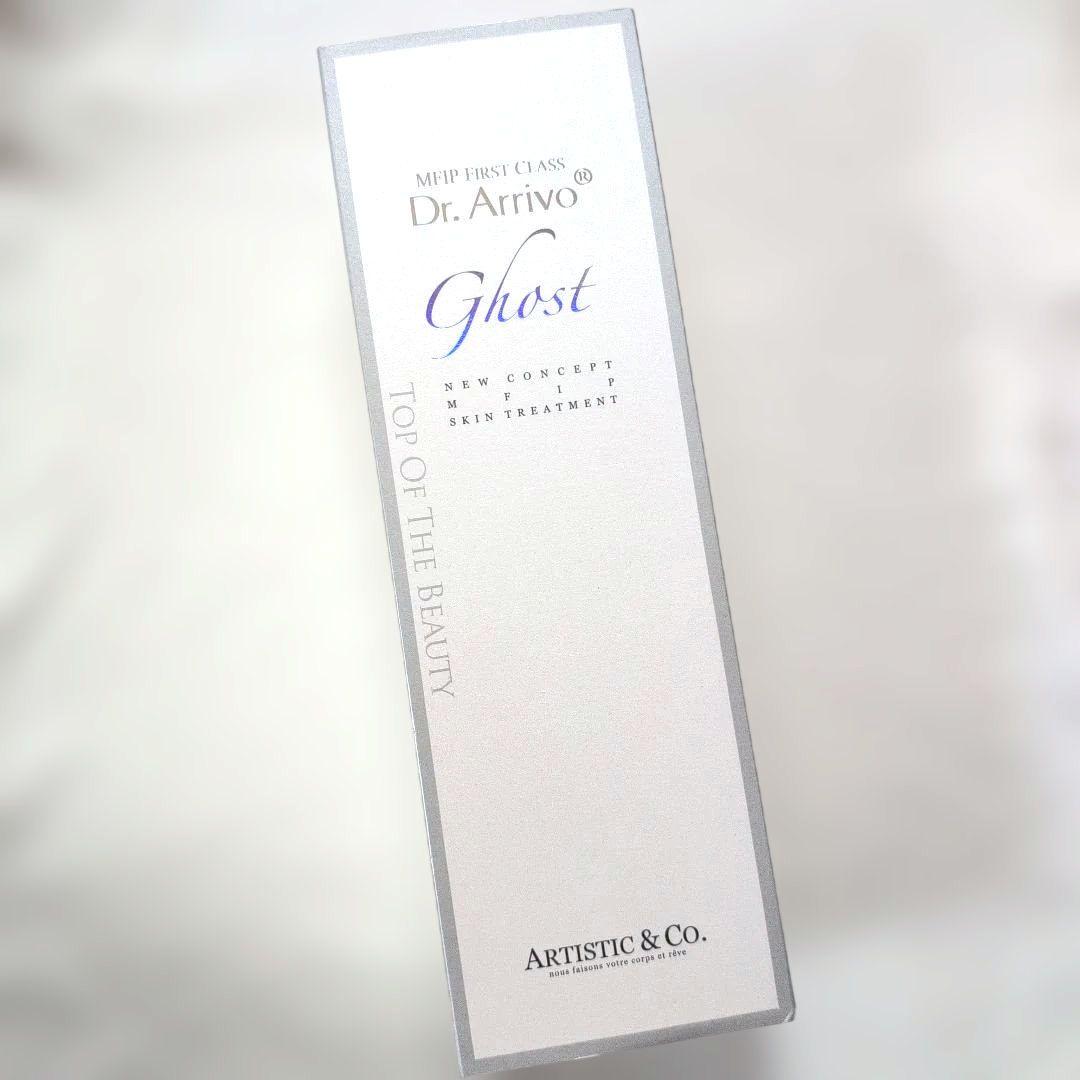 MFIP FIRST CLASS
Dr. Arrivo®
Ghost
NEW CONCEPT
M F I P
SKIN TREATMENT
TOP OF THE BEAUTY
ARTISTIC & CO.
nous faisons votre corps et rêve